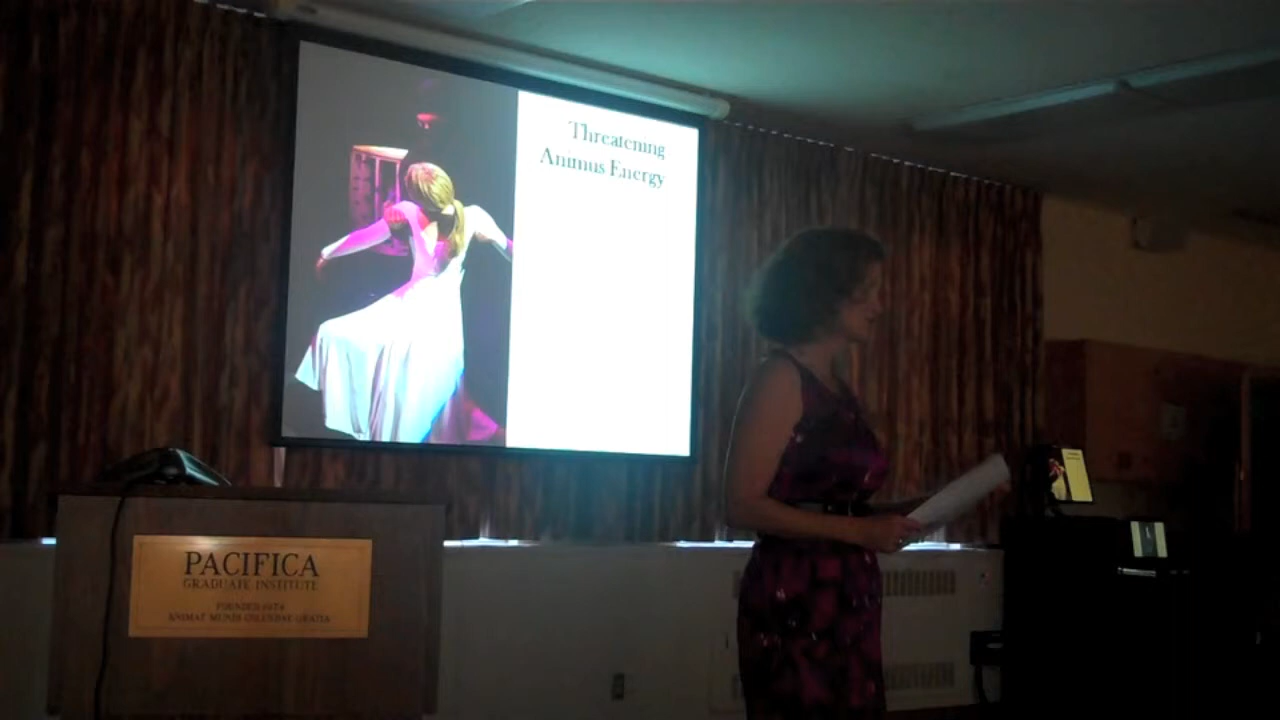 Threatening
Animus Energy
PACIFICA
GRADUATE INSTITUTE
FOUNDED 1974
ANIMAE MUNDI COLENDAE GRATIA